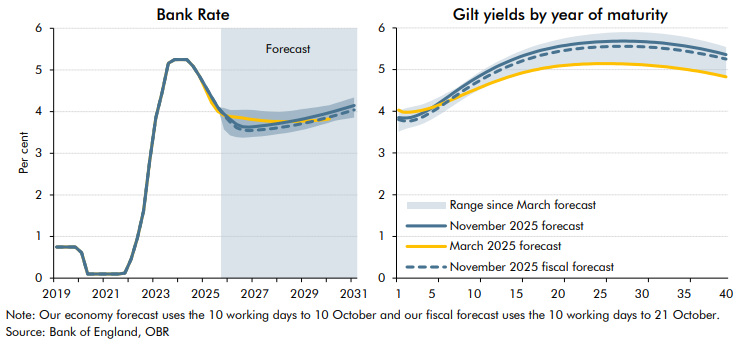 Bank Rate
6
5
4
3
2
1
0
Per cent
Forecast
2019 2021 2023 2025 2027 2029 2031
Gilt yields by year of maturity
6
5
4
3
2
1
0
Range since March forecast
November 2025 forecast
March 2025 forecast
November 2025 fiscal forecast
1 5 10 15 20 25 30 35 40
Note: Our economy forecast uses the 10 working days to 10 October and our fiscal forecast uses the 10 working days to 21 October.
Source: Bank of England, OBR